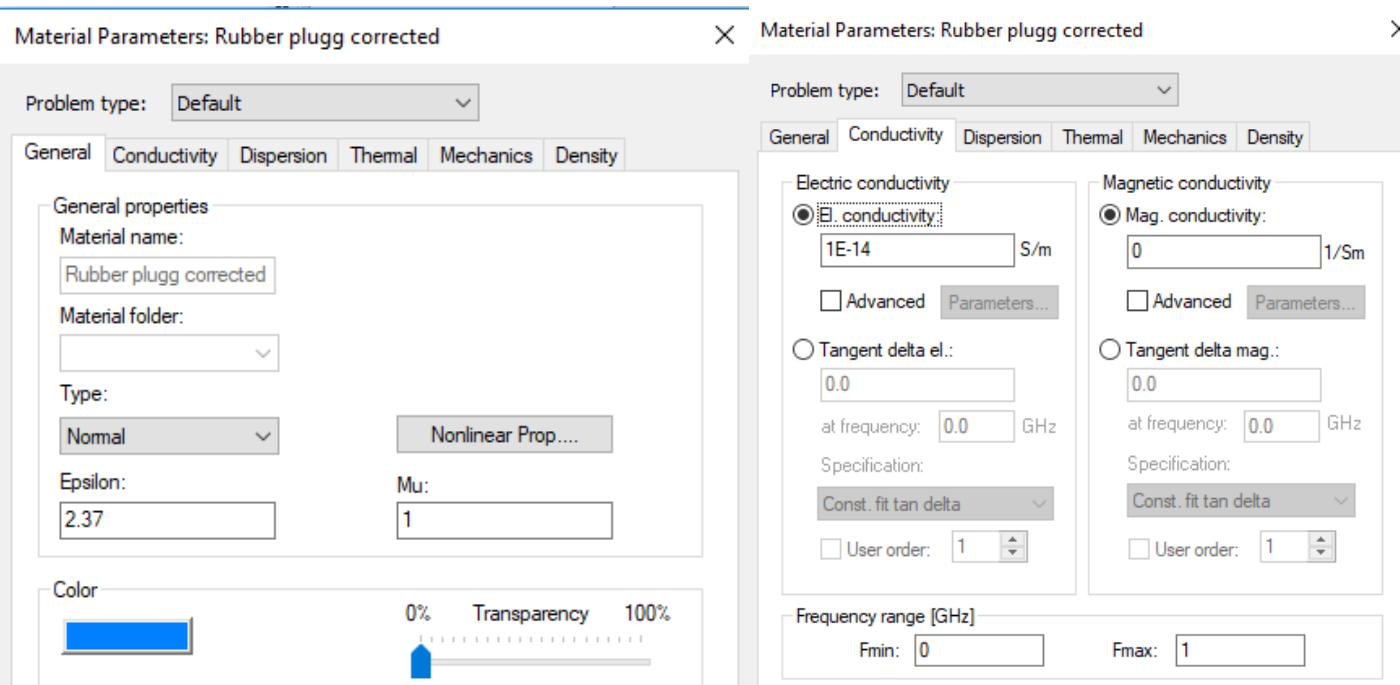 Material Parameters: Rubber plugg corrected
Problem type: Default
General Conductivity Dispersion Thermal Mechanics Density
General properties
Material name:
Rubber plugg corrected
Material folder:
Type:
Normal Nonlinear Prop....
Epsilon: Mu:
2.37 1
Color
0% Transparency 100%
Material Parameters: Rubber plugg corrected
Problem type: Default
General Conductivity Dispersion Thermal Mechanics Density
Electric conductivity Magnetic conductivity
El. conductivity: Mag. conductivity:
1E-14 S/m 0 1/Sm
Advanced Parameters... Advanced Parameters...
Tangent delta el.: Tangent delta mag.:
0.0 0.0
at frequency: 0.0 GHz at frequency: 0.0 GHz
Specification: Specification:
Const. fit tan delta Const. fit tan delta
User order: 1 User order: 1
Frequency range [GHz]
Fmin: 0 Fmax: 1